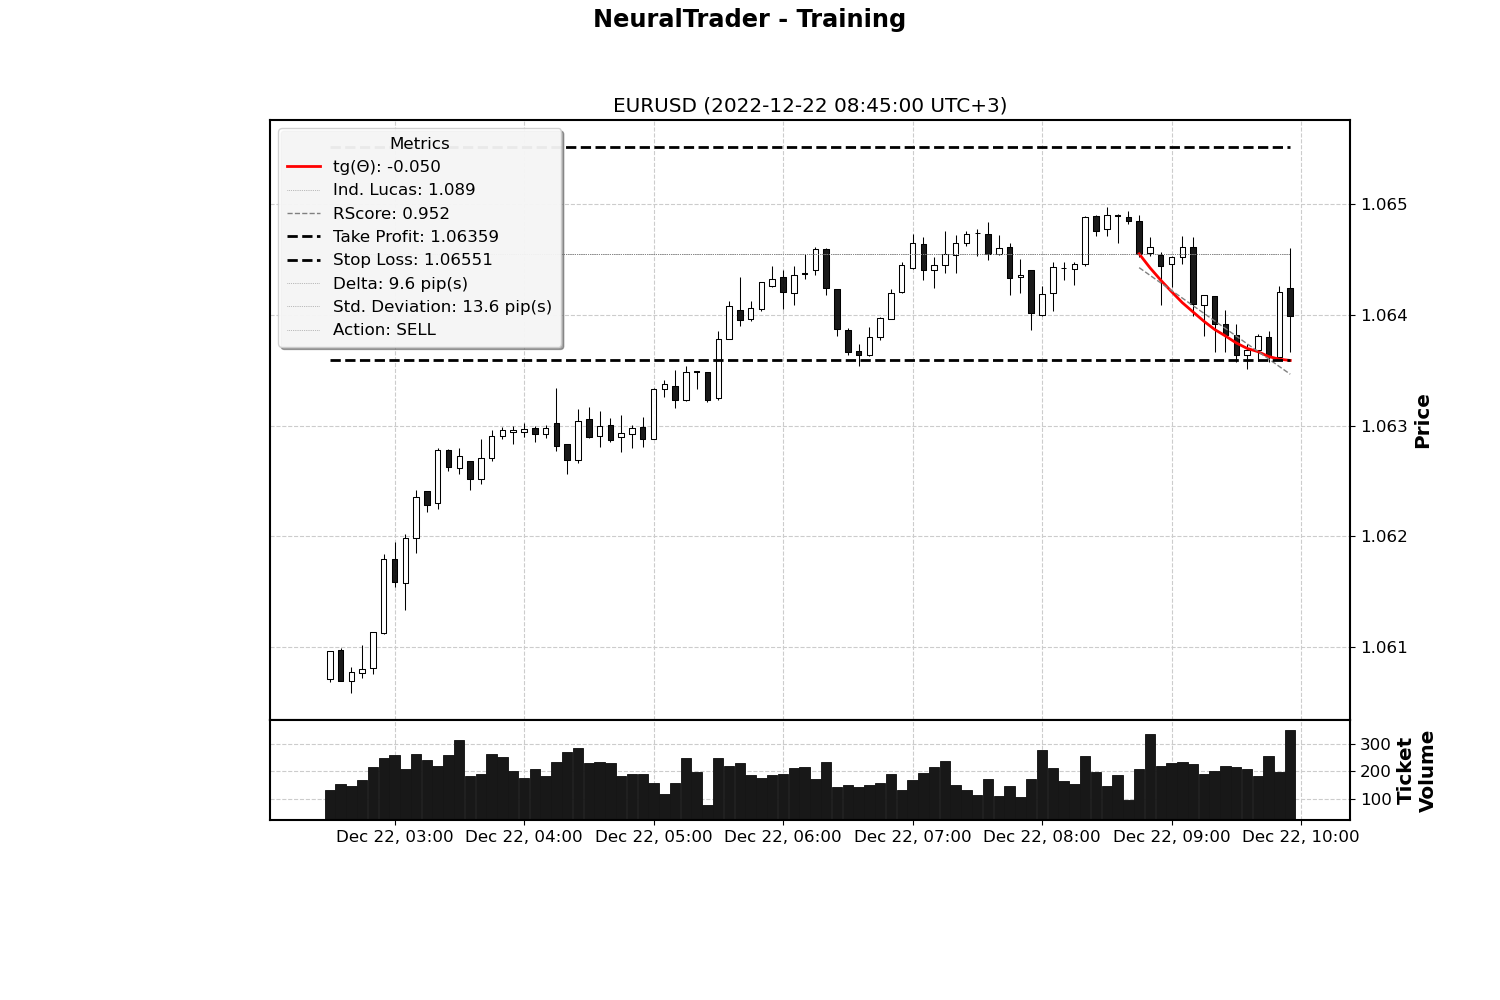 NeuralTrader - Training
EURUSD (2022-12-22 08:45:00 UTC+3)
Metrics
tg(Θ): -0.050
Ind. Lucas: 1.089
RScore: 0.952
Take Profit: 1.06359
Stop Loss: 1.06551
Delta: 9.6 pip(s)
Std. Deviation: 13.6 pip(s)
Action: SELL
1.065
1.064
1.063
1.062
1.061
Price
300
200
100
Ticket
Volume
Dec 22, 03:00
Dec 22, 04:00
Dec 22, 05:00
Dec 22, 06:00
Dec 22, 07:00
Dec 22, 08:00
Dec 22, 09:00
Dec 22, 10:00